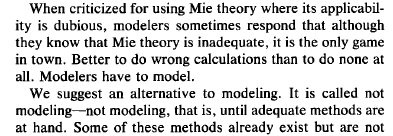 When criticized for using Mie theory where its applicabil-
ity is dubious, modelers sometimes respond that although
they know that Mie theory is inadequate, it is the only game
in town. Better to do wrong calculations than to do none at
all. Modelers have to model.
We suggest an alternative to modeling. It is called not
modeling—not modeling, that is, until adequate methods are
at hand. Some of these methods already exist but are not